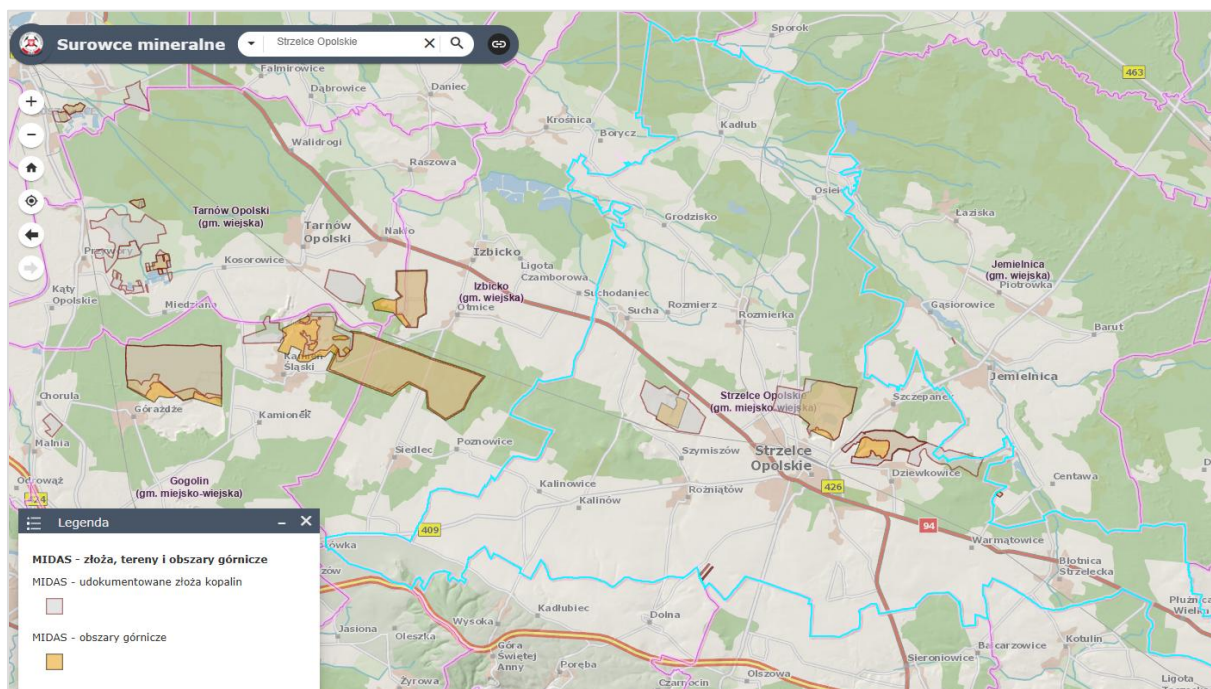 Surowce mineralne
Strzelce Opolskie
Sporok
463
Falmirowice
Dąbrowice
Daniec
Krośnica
Borycz
Kadłub
Walidrogi
Raszowa
Osiek
Tarnów Opolski
(gm. wiejska)
Grodzisko
Łaziska
Tarnów
Opolski
Nakło
Przywory
Kosorowice
Izbicko
Ligota
Czamborowa
Jemielnica
(gm. wiejska)
Piotrówka
Kąty
Opolskie
Izbicko
(gm. wiejska)
Suchodaniec
Miedziana
Otmice
Sucha
Rozmierz
Rozmierka
Gąsiorowice
Barut
Kamień
Śląski
Jemielnica
Chorula
Górażdże
Kamionek
Strzelce Opolskie
(gm. miejsko-wiejska)
Szczepanek
Malnia
Siedlec
Poznowice
Szymiszów
Strzelce
Opolskie
Dziewkowice
Odrowąż
Gogolin
(gm. miejsko-wiejska)
Kalinowice
Kalinów
Rożniątów
426
Centawa
409
94
Warmątowice
Błotnica
Strzelecka
Legenda
MIDAS - złoża, tereny i obszary górnicze
MIDAS - udokumentowane złoża kopalin
MIDAS - obszary górnicze
Kadłubiec
Dolna
Wysoka
Jasiona
Oleszka
Góra
Świętej
Anny
Poręba
Żyrowa
Czarnocin
Olszowa
Sieroniowice
Balcarzowice
Kotulin
Płużnica
Ligota